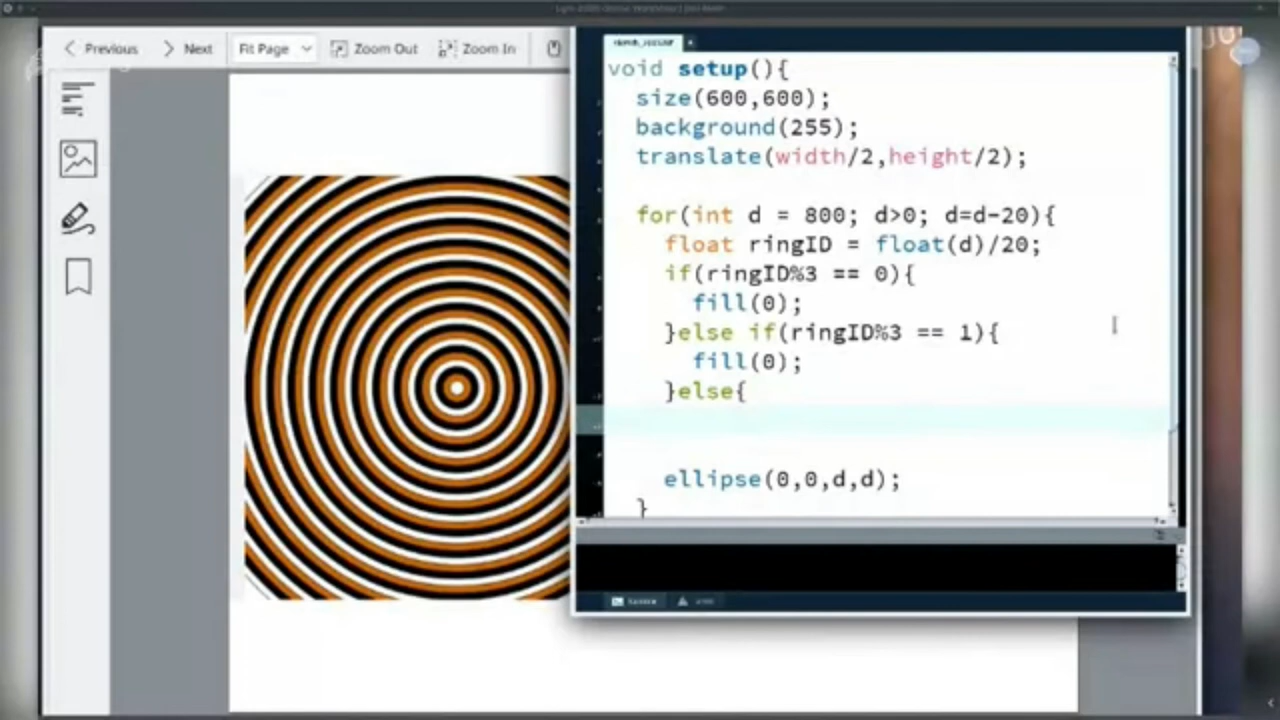 Previous
Next
Fit Page
Zoom Out
Zoom In
void setup(){
size(600,600);
background(255);
translate(width/2,height/2);
for(int d = 800; d>0; d=d-20){
float ringID = float(d)/20;
if(ringID%3 == 0){
fill(0);
}else if(ringID%3 == 1){
fill(0);
}else{
ellipse(0,0,d,d);
}